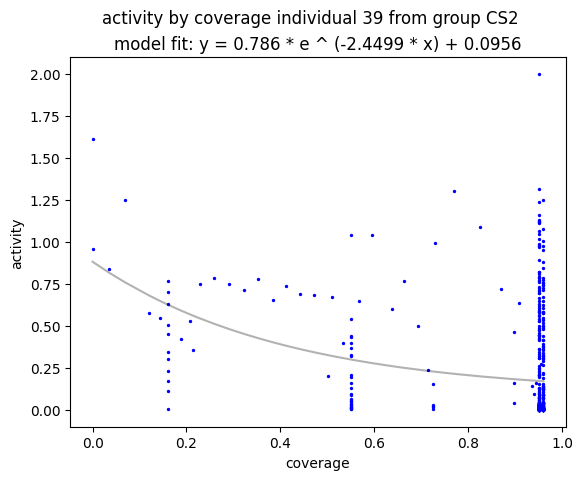 activity by coverage individual 39 from group CS2
model fit: y = 0.786 * e ^ (-2.4499 * x) + 0.0956
2.00
1.75
1.50
1.25
1.00
0.75
0.50
0.25
0.00
activity
0.0 0.2 0.4 0.6 0.8 1.0
coverage